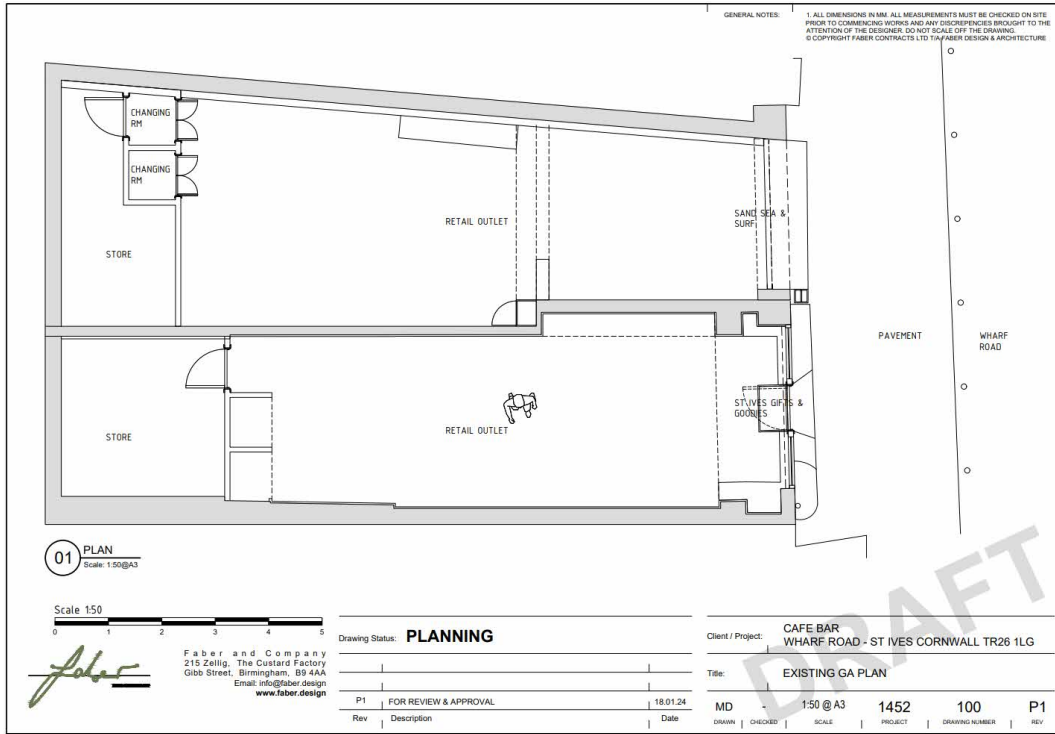 GENERAL NOTES:
1. ALL DIMENSIONS IN MM. ALL MEASUREMENTS MUST BE CHECKED ON SITE
PRIOR TO COMMENCING WORKS AND ANY DISCREPENCIES BROUGHT TO THE
ATTENTION OF THE DESIGNER. DO NOT SCALE OFF THE DRAWING.
© COPYRIGHT FABER CONTRACTS LTD T/A FABER DESIGN & ARCHITECTURE
CHANGING
RM
CHANGING
RM
STORE
RETAIL OUTLET
SAND SEA &
SURF
PAVEMENT
WHARF
ROAD
STORE
RETAIL OUTLET
ST IVES GIFTS &
GOODIES
01
PLAN
Scale: 1:50@A3
Scale 1:50
0 1 2 3 4 5
faber
Faber and Company
215 Zellig, The Custard Factory
Gibb Street, Birmingham, B9 4AA
Email: info@faber.design
www.faber.design
Drawing Status: PLANNING
P1 FOR REVIEW & APPROVAL 18.01.24
Rev Description Date
Client / Project:
CAFE BAR
WHARF ROAD - ST IVES CORNWALL TR26 1LG
Title: EXISTING GA PLAN
MD - 1:50 @ A3 1452 100 P1
DRAWN CHECKED SCALE PROJECT DRAWING NUMBER REV
DRAFT